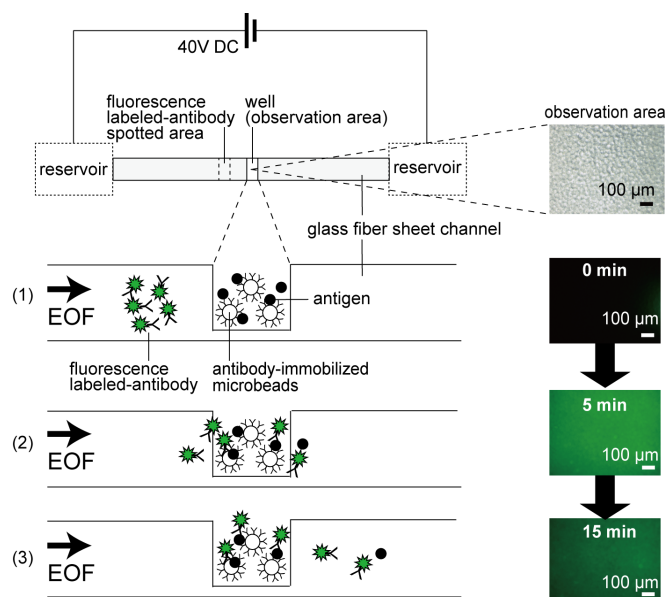 40V DC
fluorescence
labeled-antibody
spotted area
well
(observation area)
observation area
reservoir
reservoir
100 µm
glass fiber sheet channel
(1)
EOF
antigen
0 min
100 µm
fluorescence
labeled-antibody
antibody-immobilized
microbeads
(2)
EOF
5 min
100 µm
(3)
EOF
15 min
100 µm